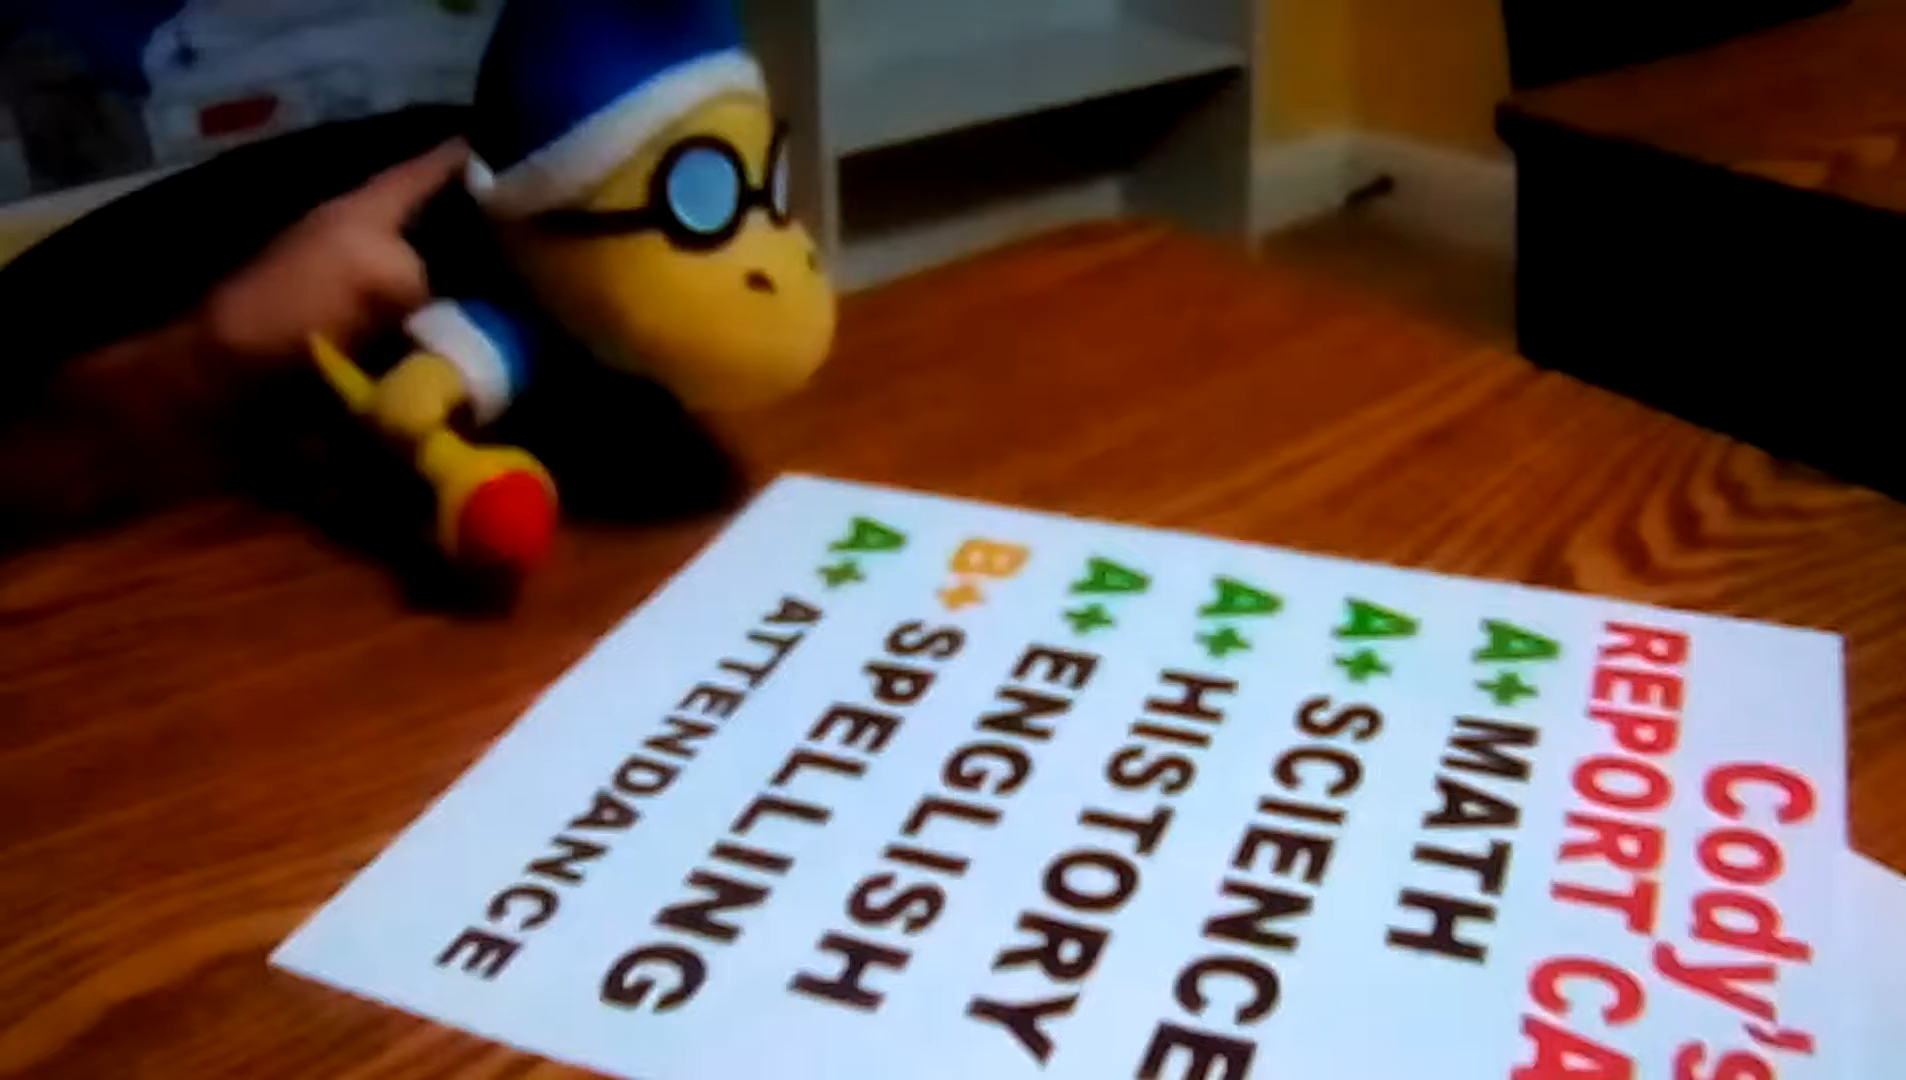 Cody's
REPORT CA
A+ MATH
A+ SCIENCE
A+ HISTORY
A+ ENGLISH
B+ SPELLING
A+ ATTENDANCE